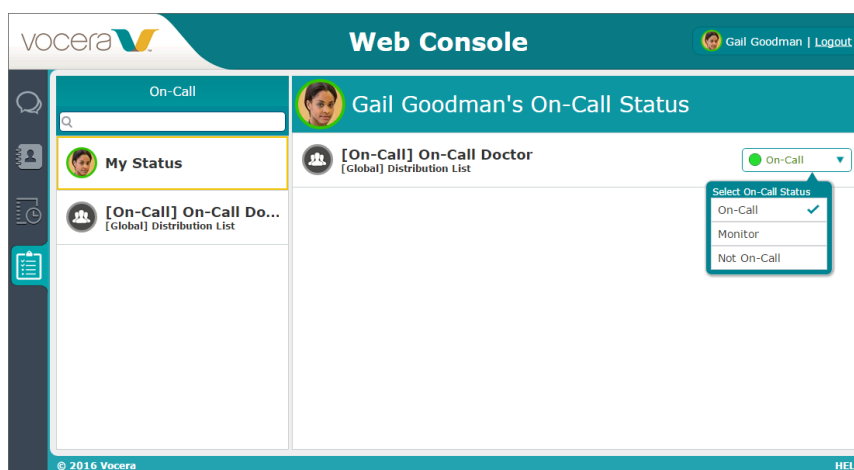 vocera
Web Console
Gail Goodman | Logout
On-Call
Gail Goodman's On-Call Status
My Status
[On-Call] On-Call Doctor
[Global] Distribution List
On-Call
[On-Call] On-Call Do...
[Global] Distribution List
Select On-Call Status
On-Call
Monitor
Not On-Call
© 2016 Vocera